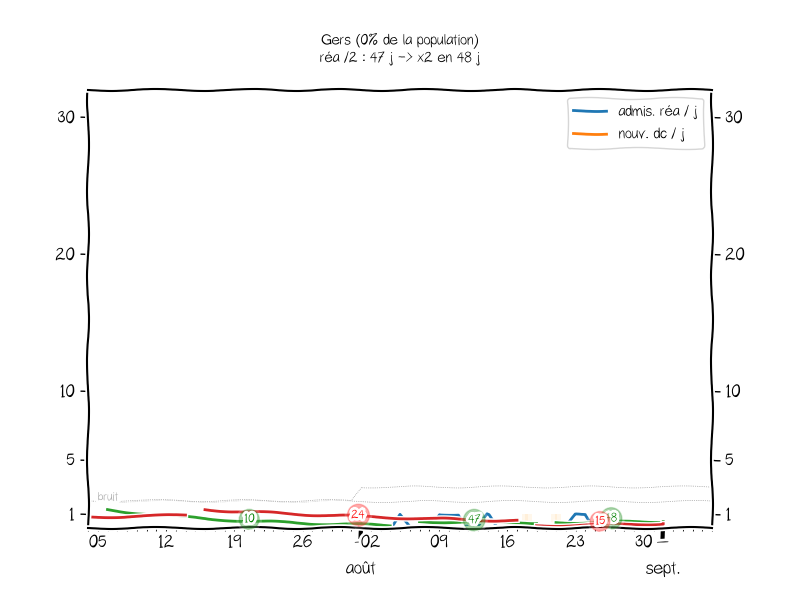 Gers (0% de la population)
réa /2 : 47 j -> x2 en 48 j
admis. réa / j
nouv. dc / j
30
30
20
20
10
10
5
5
bruit
1
1
10
24
47
15
05 12 19 26 02 09 16 23 30
août
sept.